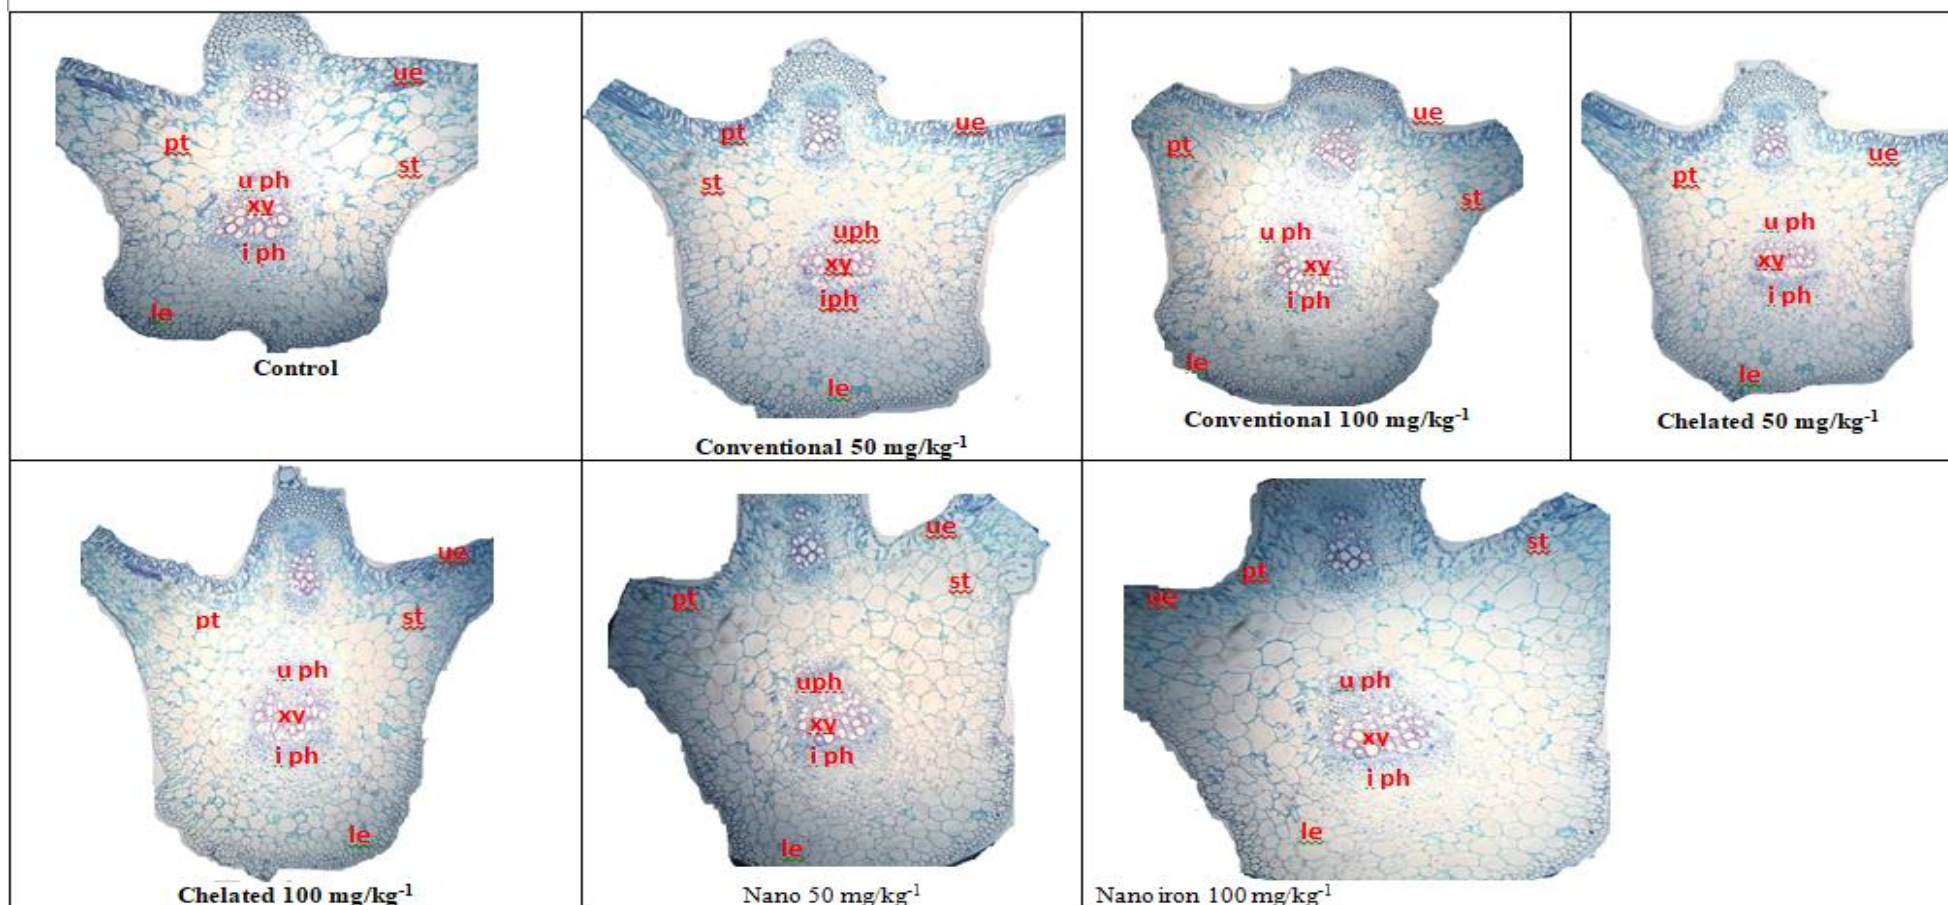 ue
pt
st
u ph
xy
i ph
le
Control
ue
pt
st
uph
xy
iph
le
Conventional 50 mg/kg⁻¹
ue
pt
st
u ph
xy
i ph
le
Conventional 100 mg/kg⁻¹
ue
pt
u ph
xy
i ph
le
Chelated 50 mg/kg⁻¹
ue
pt
st
u ph
xy
i ph
le
Chelated 100 mg/kg⁻¹
ue
st
pt
uph
xy
i ph
le
Nano 50 mg/kg⁻¹
st
pt
ue
u ph
xy
i ph
le
Nano iron 100 mg/kg⁻¹